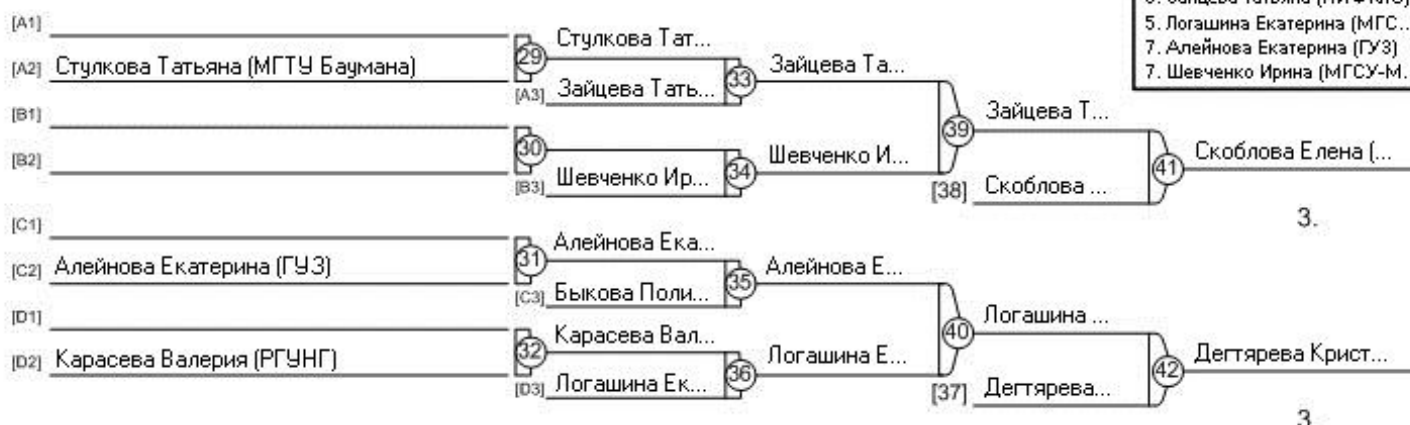 5. Логашина Екатерина (МГС...
7. Алейнова Екатерина (ГУЗ)
7. Шевченко Ирина (МГСУ-М...
[A1]
Стулкова Тат...
[A2] Стулкова Татьяна (МГТУ Баумана)
29
Зайцева Та...
[A3] Зайцева Тать...
33
[B1]
Зайцева Т...
39
[B2]
30
Шевченко И...
Скоблова Елена (...
[B3] Шевченко Ир...
34
[38] Скоблова ...
41
3.
[C1]
Алейнова Ека...
[C2] Алейнова Екатерина (ГУЗ)
31
Алейнова Е...
[C3] Быкова Поли...
35
[D1]
Логашина ...
Карасева Вал...
40
[D2] Карасева Валерия (РГУНГ)
32
Логашина Е...
Дегтярева Крист...
[D3] Логашина Ек...
36
[37] Дегтярева...
42
3.